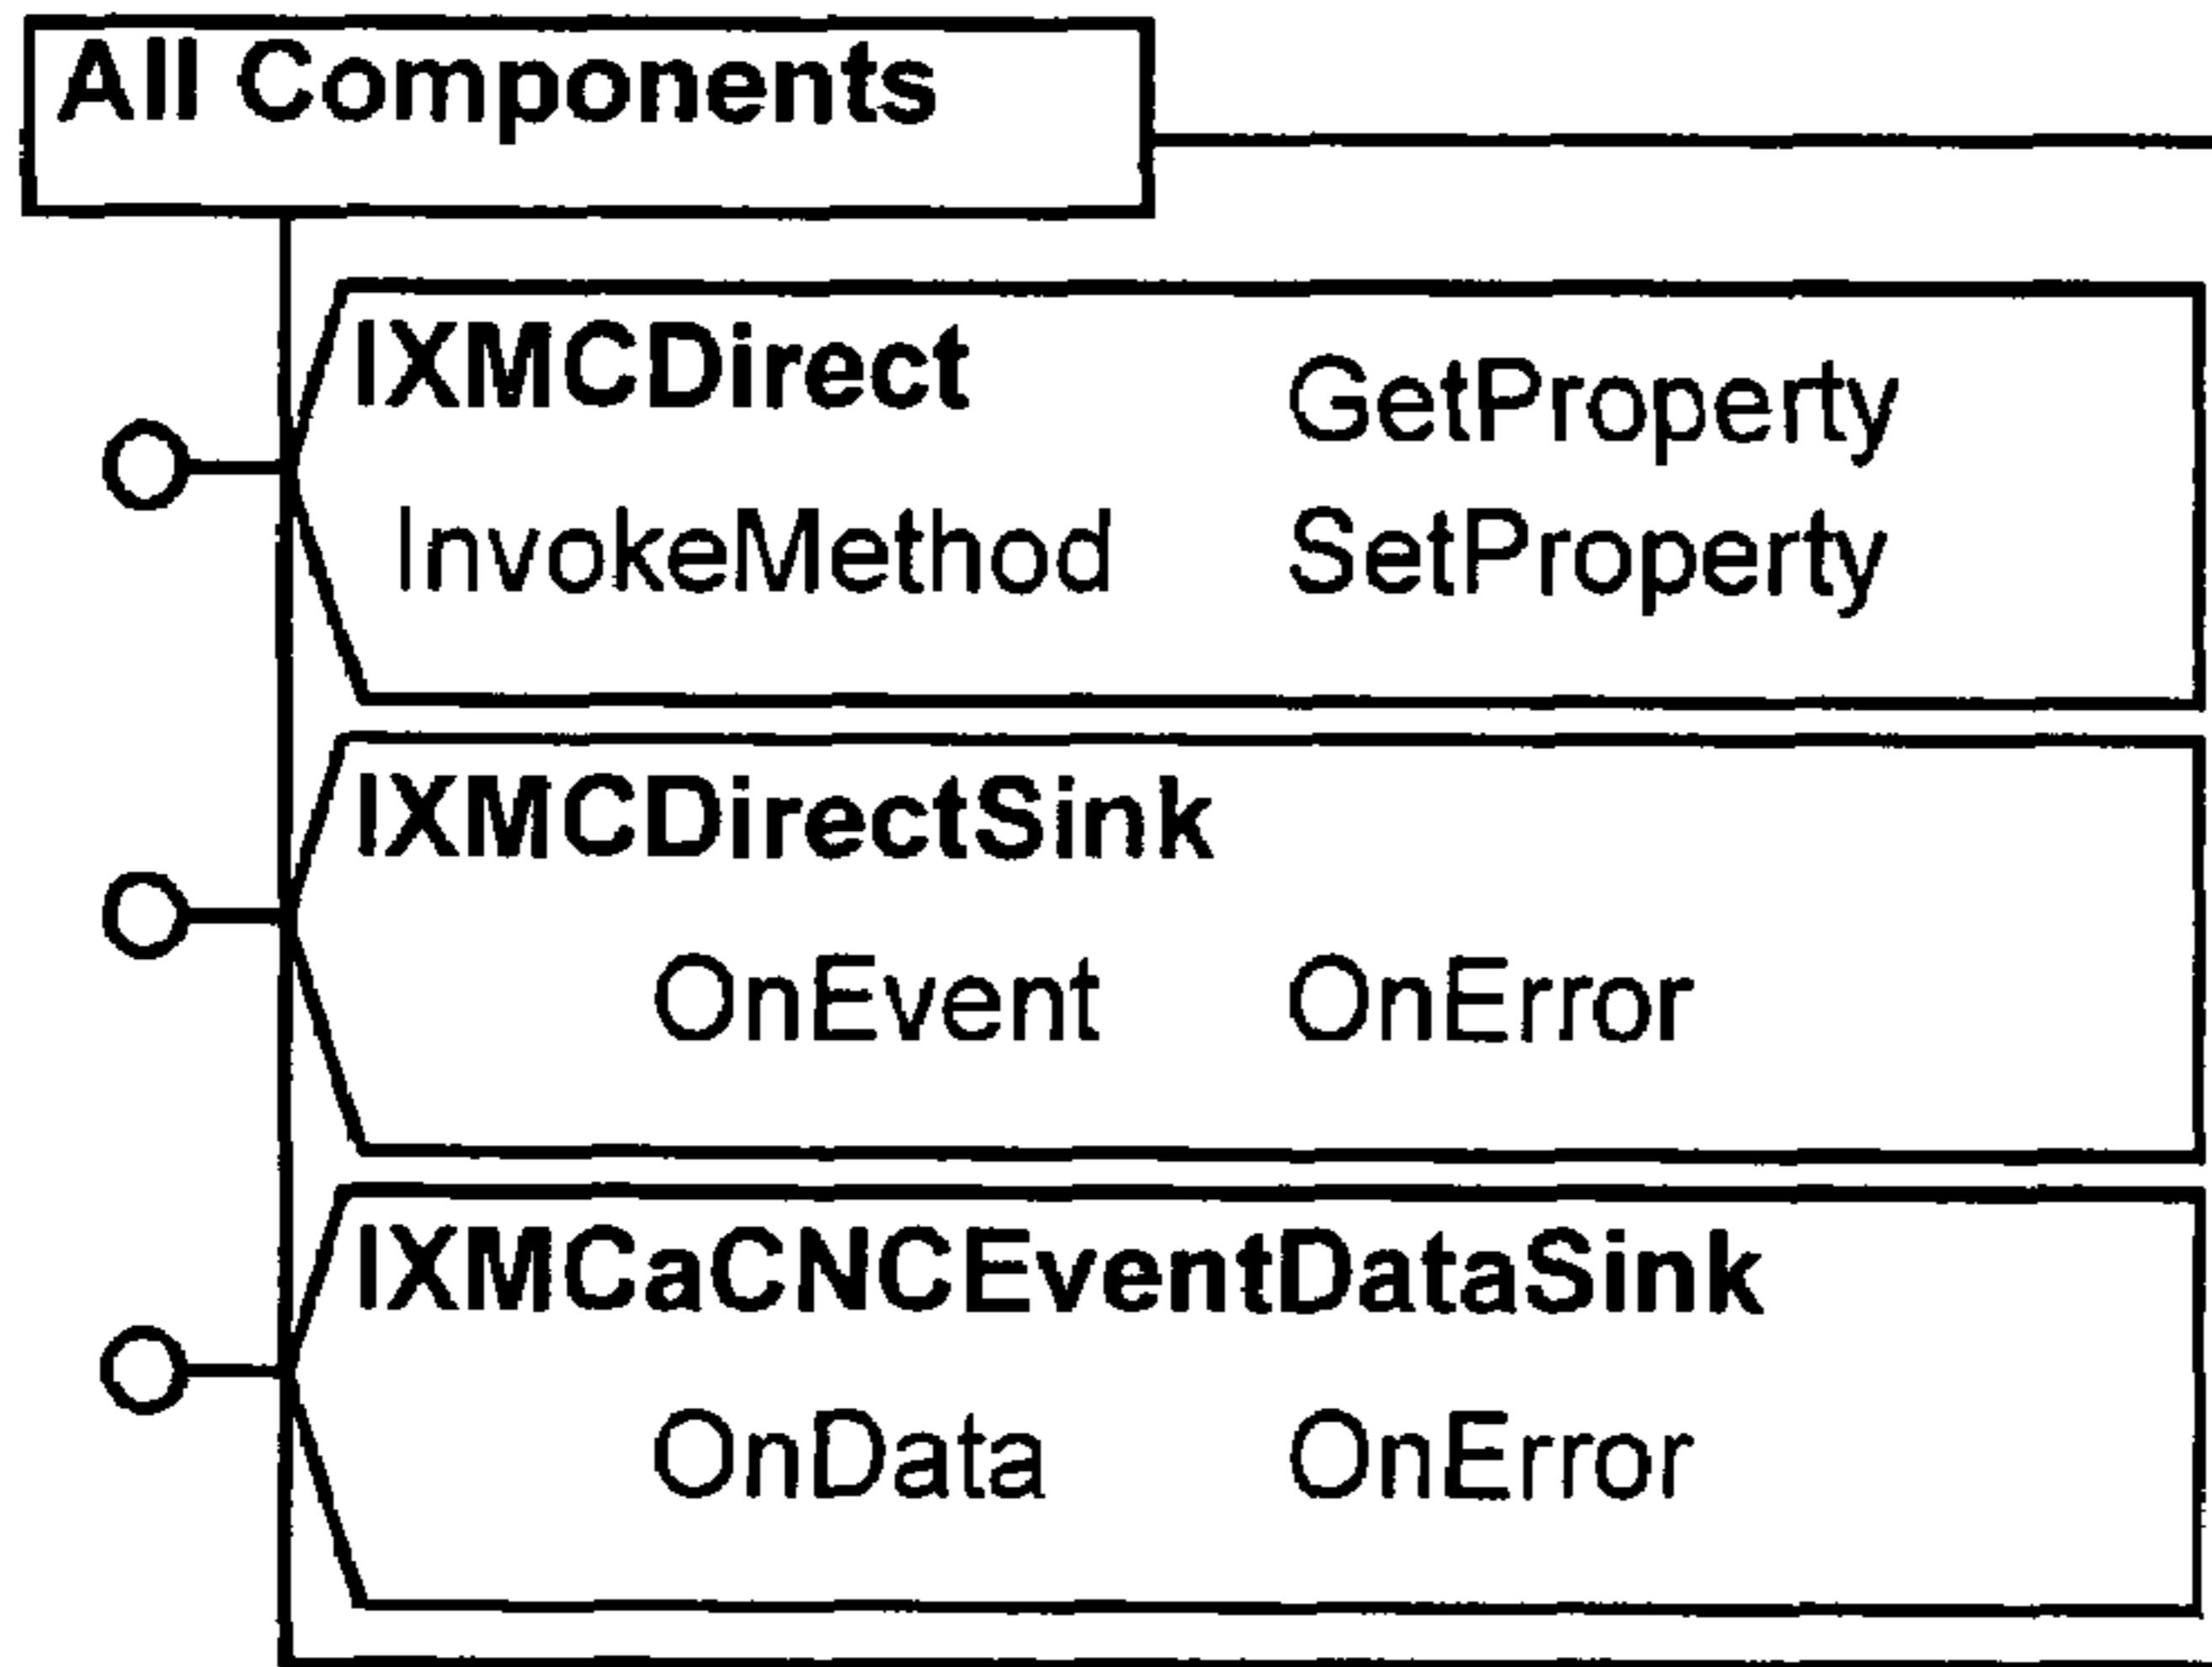 All Components
IXMCDirect GetProperty
InvokeMethod SetProperty
IXMCDirectSink
OnEvent OnError
IXMCaCNCEventDataSink
OnData OnError